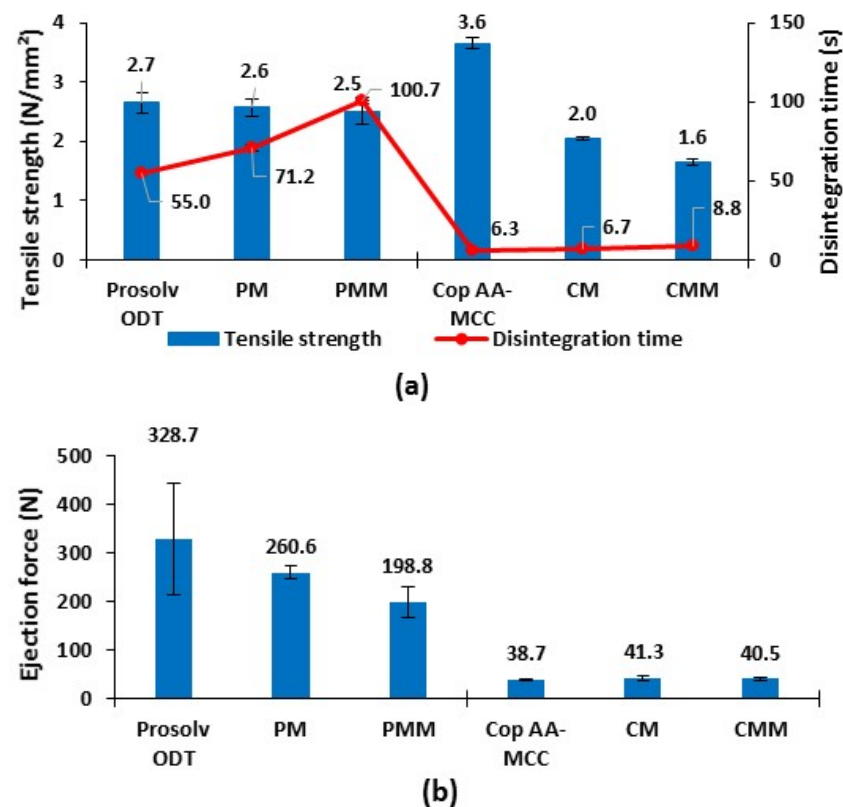 Tensile strength (N/mm²)
4
3
2
1
0
2.7
2.6
2.5
100.7
3.6
2.0
1.6
55.0
71.2
6.3
6.7
8.8
150
100
50
0
Disintegration time (s)
Prosolv
ODT
PM
PMM
Cop AA-
MCC
CM
CMM
Tensile strength
Disintegration time
(a)
Ejection force (N)
500
400
300
200
100
0
328.7
260.6
198.8
38.7
41.3
40.5
Prosolv
ODT
PM
PMM
Cop AA-
MCC
CM
CMM
(b)